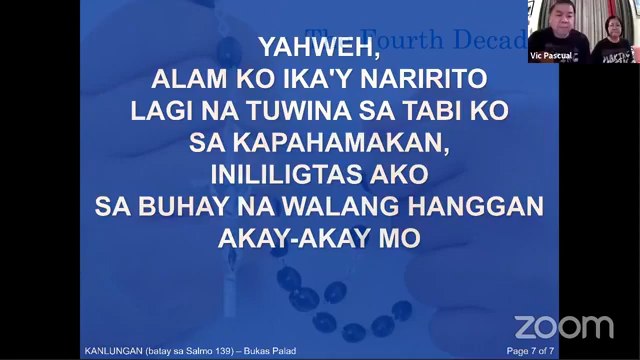 The Fourth Decad
YAHWEH,
ALAM KO IKA'Y NARIRITO
LAGI NA TUWINA SA TABI KO
SA KAPAHAMAKAN,
INILILIGTAS AKO
SA BUHAY NA WALANG HANGGAN
AKAY-AKAY MO
KANLUNGAN (batay sa Salmo 139) – Bukas Palad
Page 7 of 7
Vic Pascual
zoom